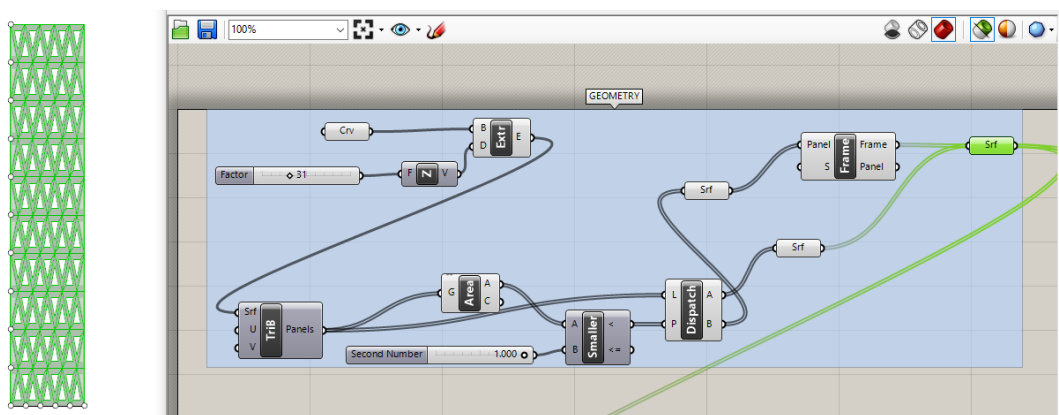 100%
GEOMETRY
Crv
B
D
Extr
E
Factor
31
F
Z
V
Panel
S
Frame
Frame
Panel
Srf
Srf
Srf
G
Area
A
C
Srf
U
V
TriB
Panels
L
P
Dispatch
A
B
A
B
Smaller
<
<=
Second Number
1.000